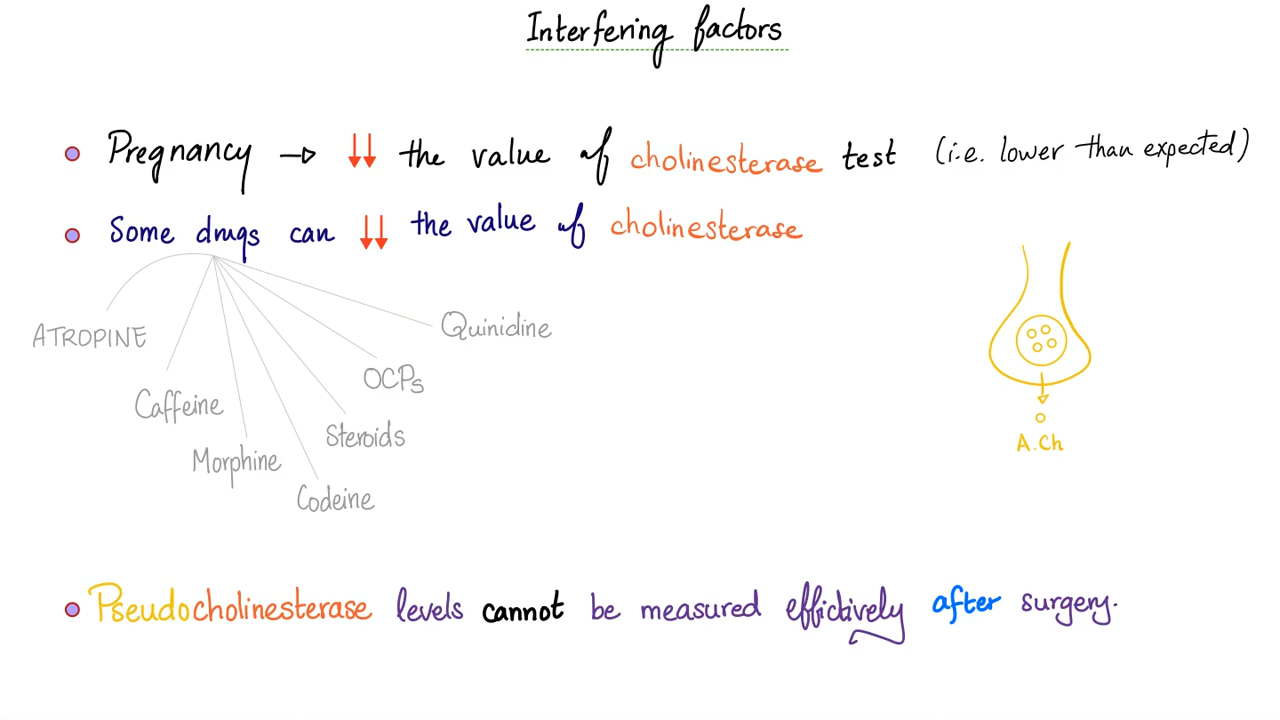 Interfering factors
Pregnancy → ↓↓ the value of cholinesterase test (i.e. lower than expected)
Some drugs can ↓↓ the value of cholinesterase
ATROPINE
Caffeine
Morphine
Codeine
Steroids
OCPs
Quinidine
A.Ch
Pseudocholinesterase levels cannot be measured effictively after surgery.